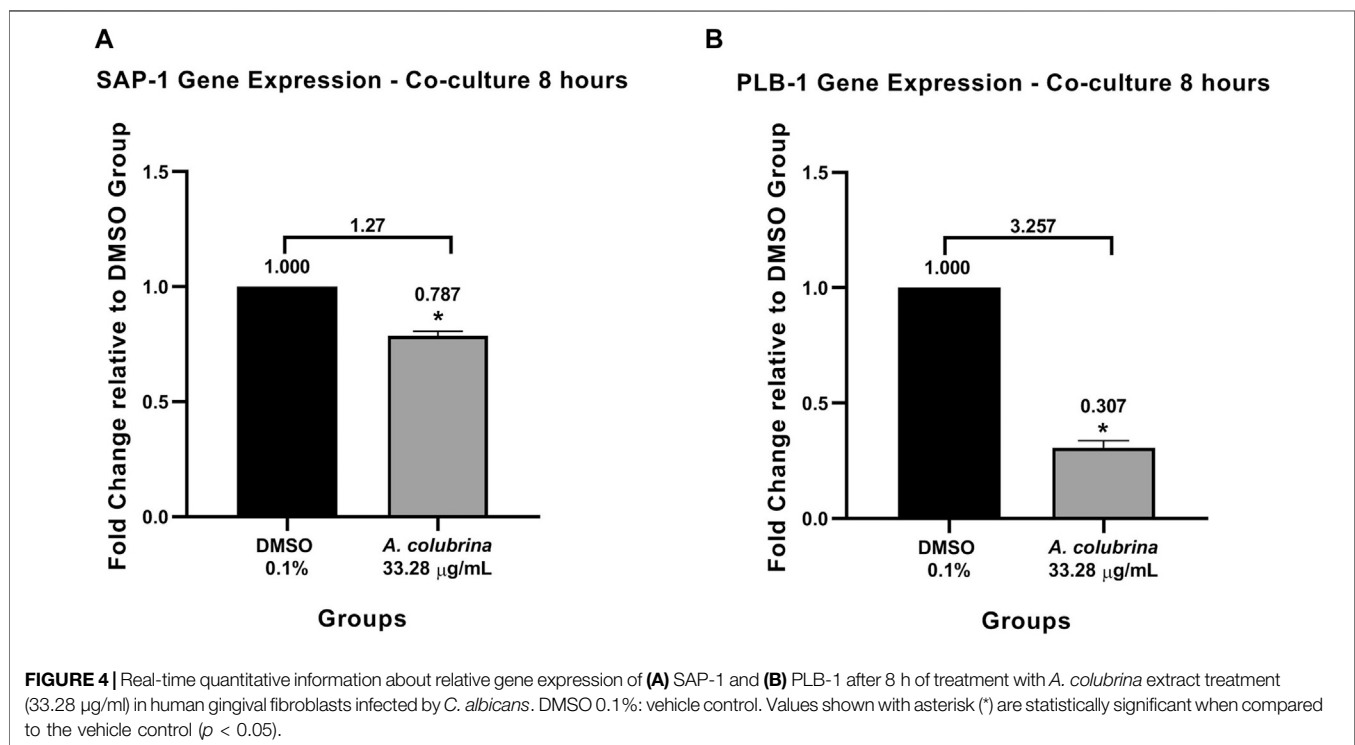 A
SAP-1 Gene Expression - Co-culture 8 hours
Fold Change relative to DMSO Group
1.5
1.0
0.5
0.0
1.27
1.000
0.787
*
DMSO
0.1%
A. colubrina
33.28 µg/mL
Groups
B
PLB-1 Gene Expression - Co-culture 8 hours
Fold Change relative to DMSO Group
1.5
1.0
0.5
0.0
3.257
1.000
0.307
*
DMSO
0.1%
A. colubrina
33.28 µg/mL
Groups
FIGURE 4 | Real-time quantitative information about relative gene expression of (A) SAP-1 and (B) PLB-1 after 8 h of treatment with A. colubrina extract treatment
(33.28 µg/ml) in human gingival fibroblasts infected by C. albicans. DMSO 0.1%: vehicle control. Values shown with asterisk (*) are statistically significant when compared
to the vehicle control (p < 0.05).